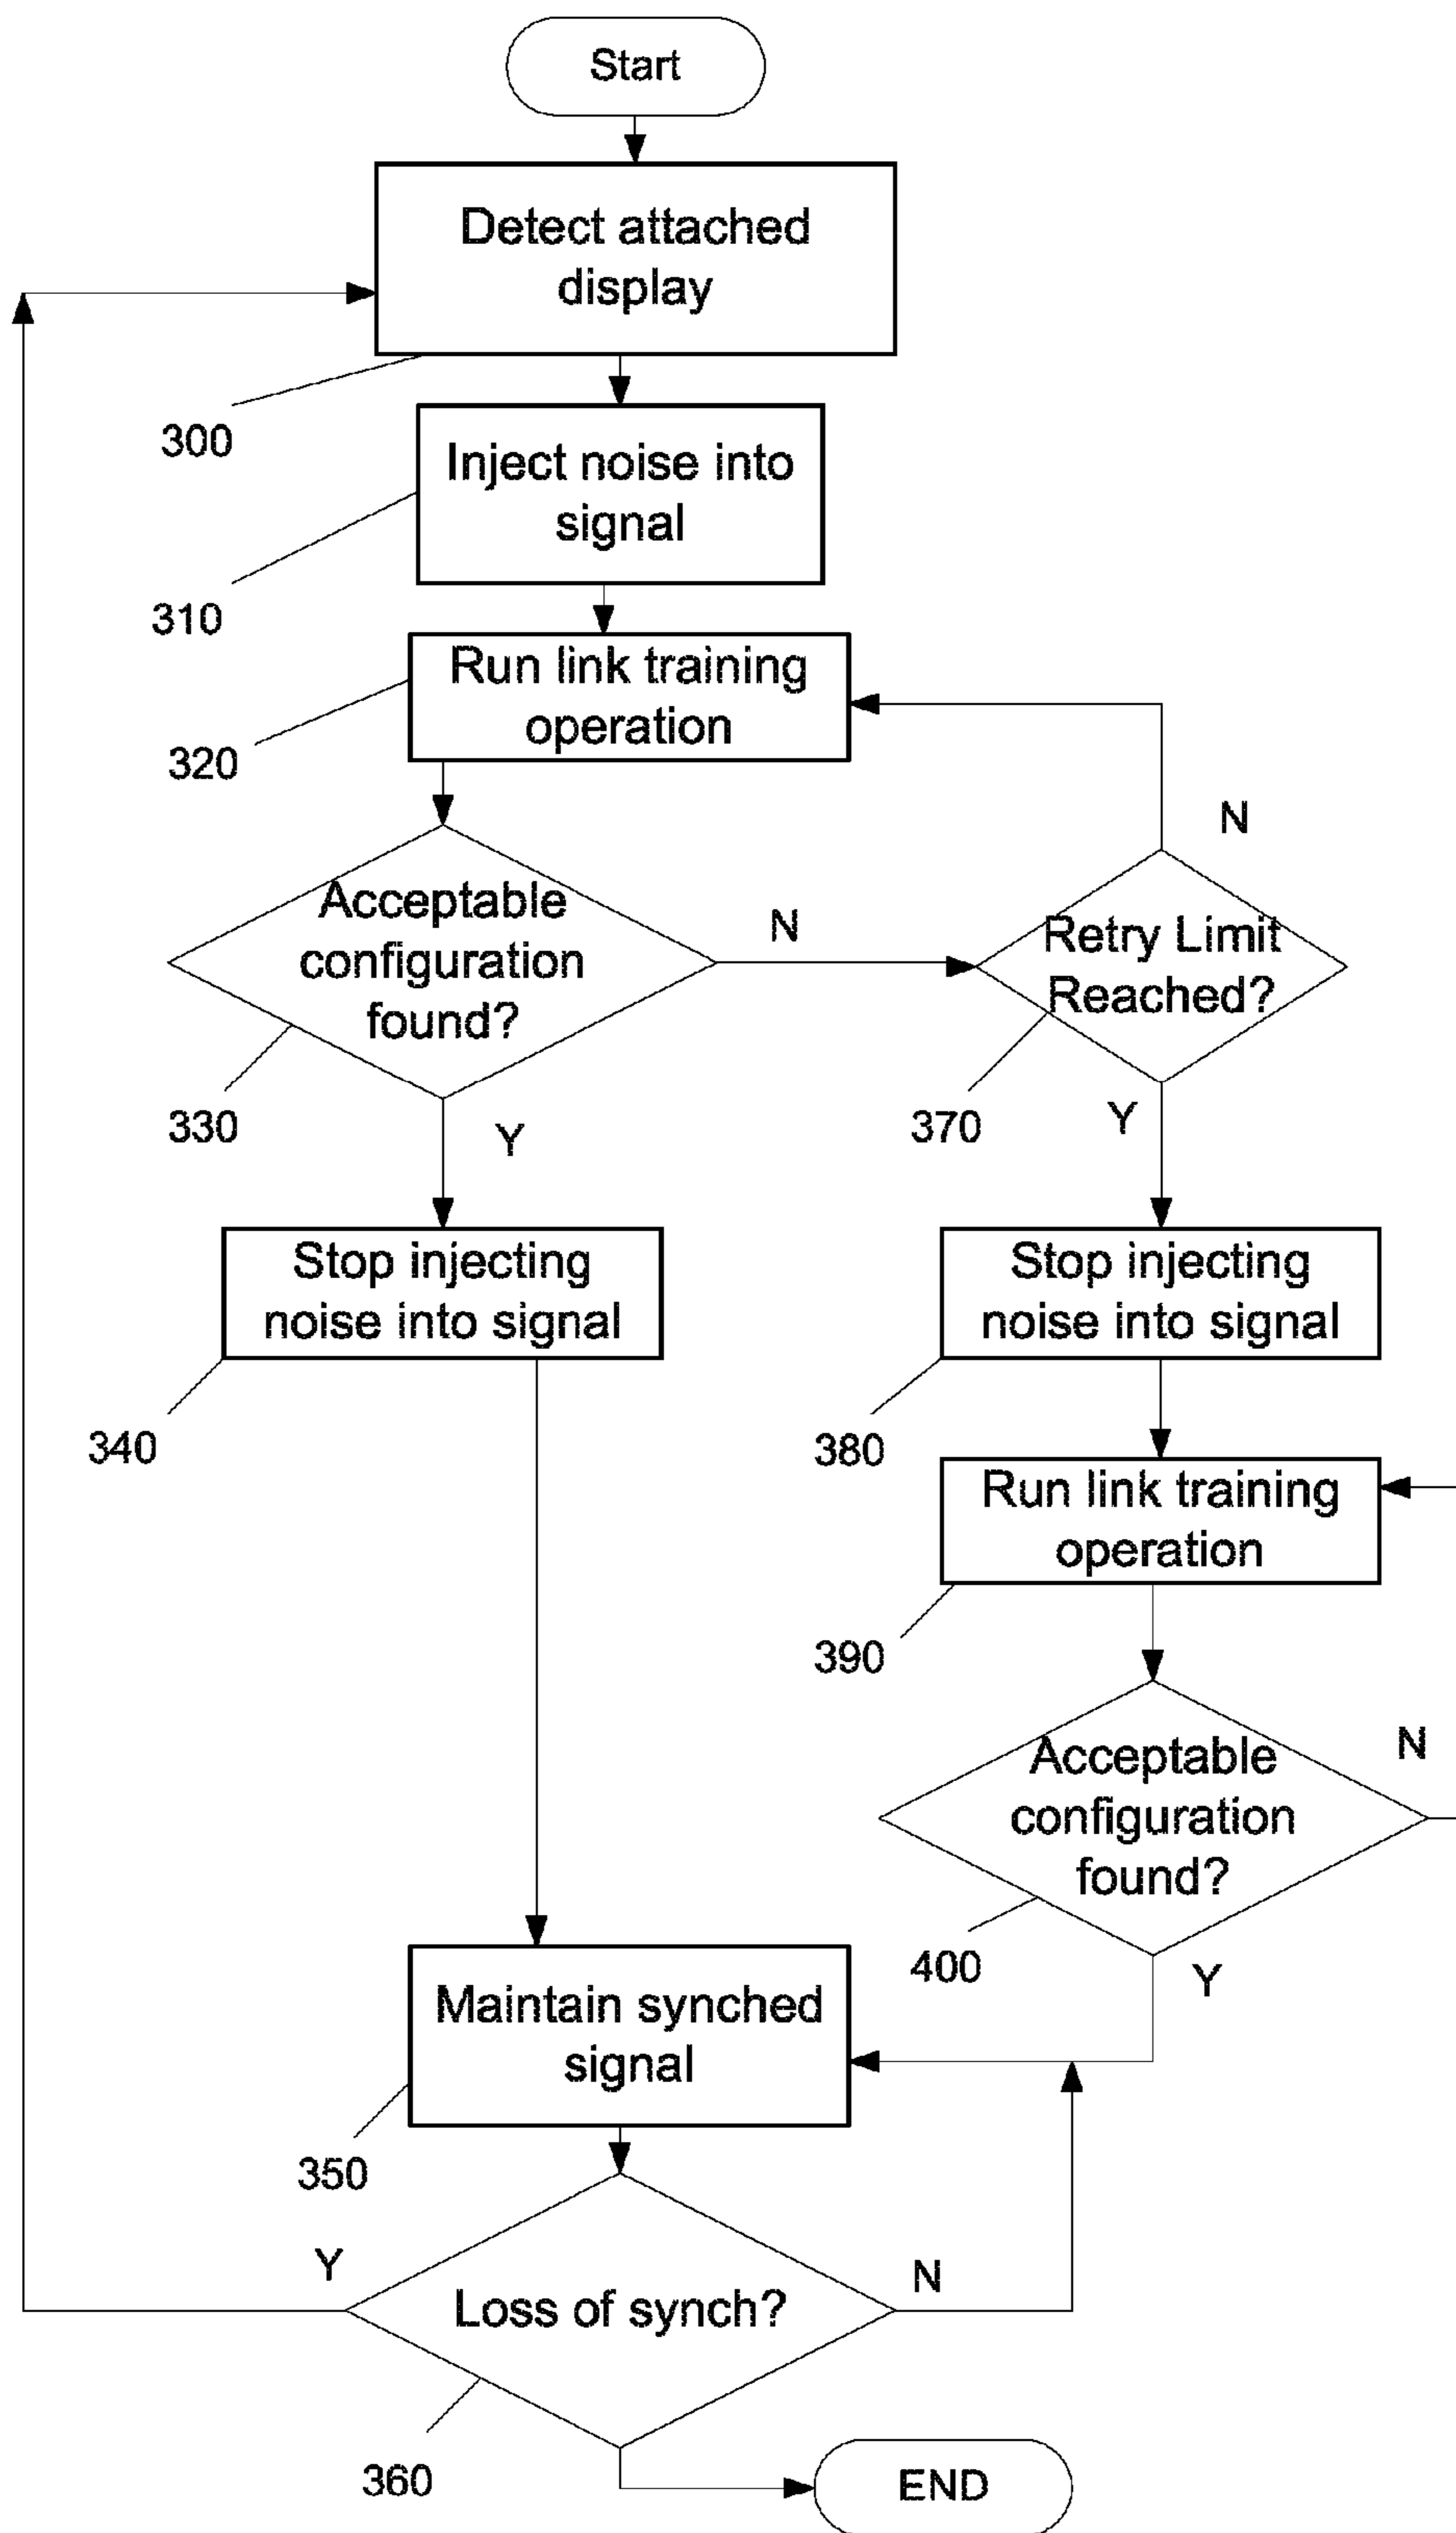 Start
Detect attached
display
300
Inject noise into
signal
310
Run link training
operation
320
N
Acceptable
configuration
found?
N
Retry Limit
Reached?
330
Y
370
Y
Stop injecting
noise into signal
340
Stop injecting
noise into signal
380
Run link training
operation
390
Acceptable
configuration
found?
N
400
Y
Maintain synched
signal
350
Y
Loss of synch?
N
360
END